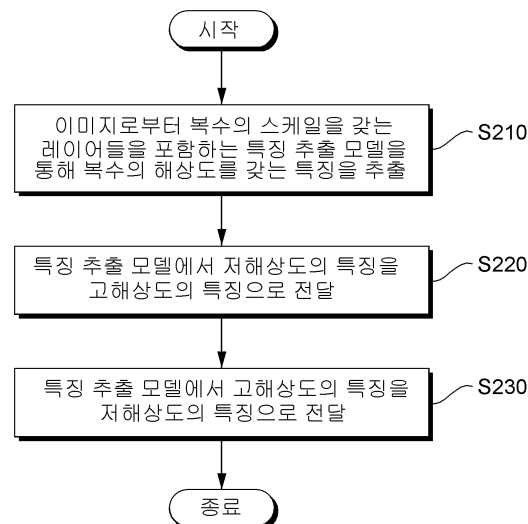 시작
이미지로부터 복수의 스케일을 갖는
레이어들을 포함하는 특징 추출 모델을
통해 복수의 해상도를 갖는 특징을 추출
S210
특징 추출 모델에서 저해상도의 특징을
고해상도의 특징으로 전달
S220
특징 추출 모델에서 고해상도의 특징을
저해상도의 특징으로 전달
S230
종료